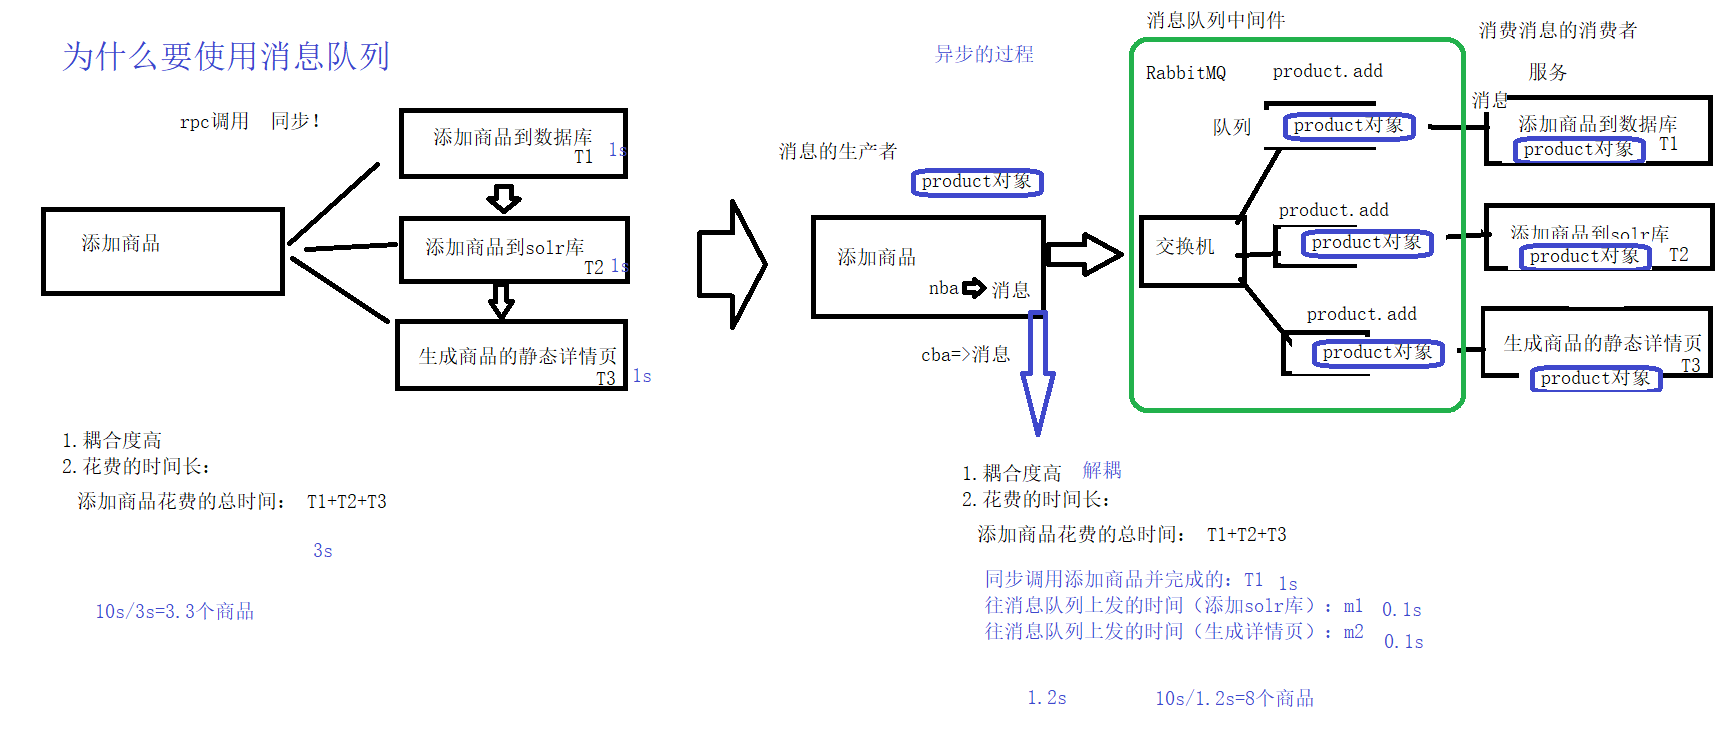 为什么要使用消息队列
rpc调用 同步!
添加商品
添加商品到数据库
T1 1s
添加商品到solr库
T2 1s
生成商品的静态详情页
T3 1s
1.耦合度高
2.花费的时间长:
添加商品花费的总时间: T1+T2+T3
3s
10s/3s=3.3个商品
异步的过程
消息的生产者
product对象
添加商品
nba 消息
cba=>消息
消息队列中间件
RabbitMQ
product.add
队列
product对象
交换机
product.add
product对象
product.add
product对象
消费消息的消费者
服务
消息
添加商品到数据库
product对象 T1
添加商品到solr库
product对象 T2
生成商品的静态详情页
T3
product对象
1.耦合度高 解耦
2.花费的时间长:
添加商品花费的总时间: T1+T2+T3
同步调用添加商品并完成的:T1 1s
往消息队列上发的时间(添加solr库):m1 0.1s
往消息队列上发的时间(生成详情页):m2 0.1s
1.2s 10s/1.2s=8个商品